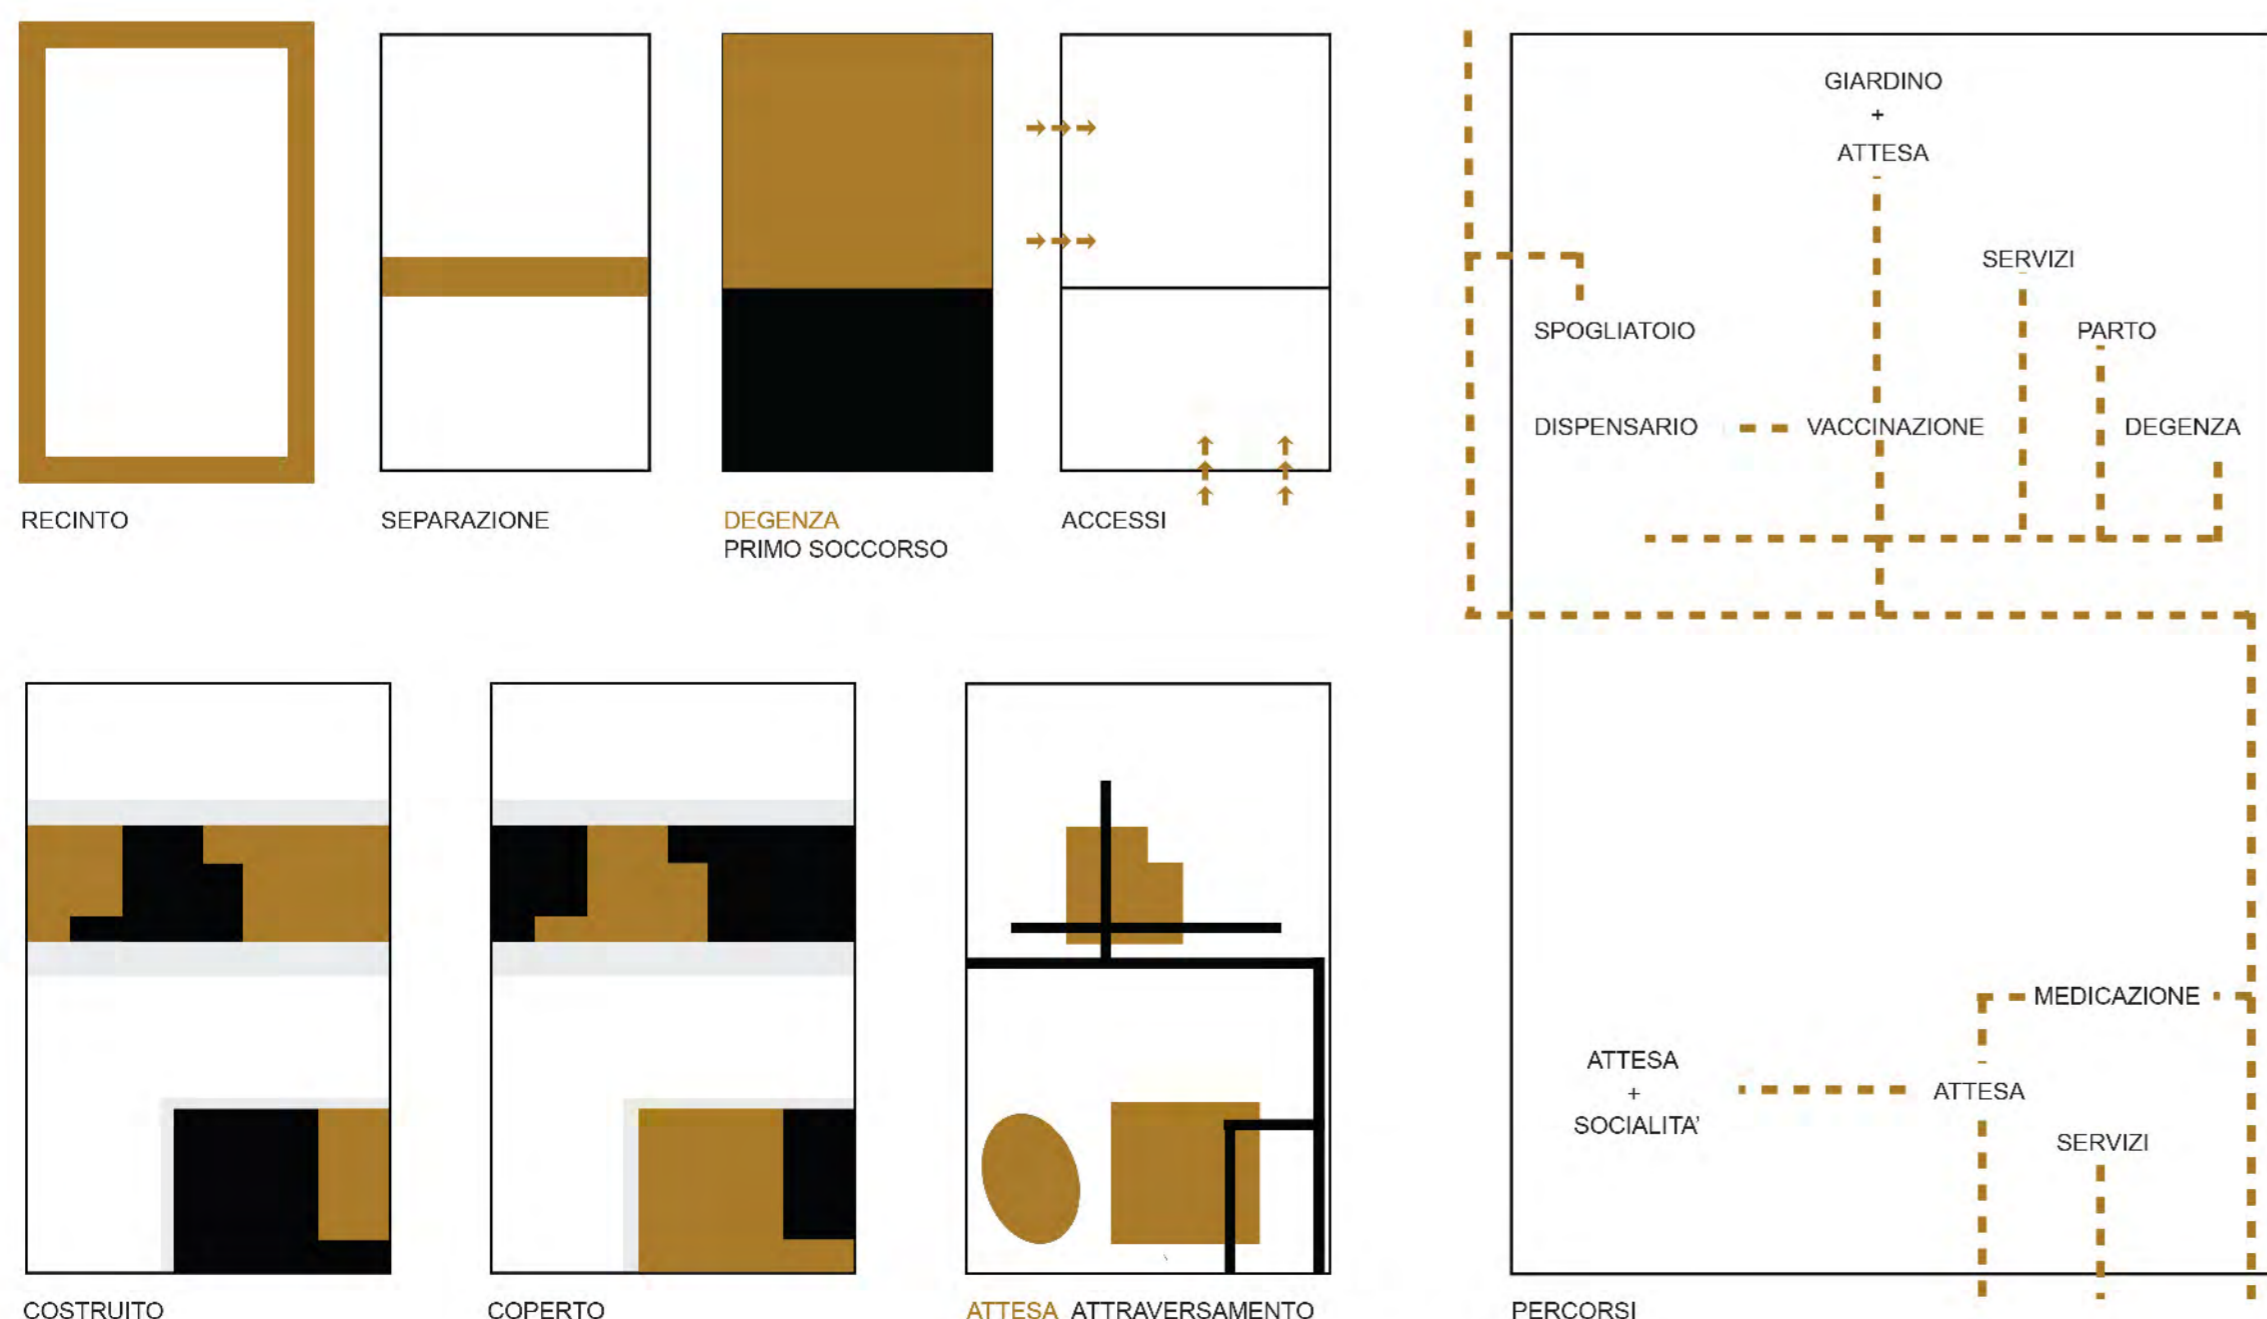 RECINTO
SEPARAZIONE
DEGENZA
PRIMO SOCCORSO
ACCESSI
COSTRUITO
COPERTO
ATTESA ATTRAVERSAMENTO
GIARDINO
+
ATTESA
SERVIZI
SPOGLIATOIO
PARTO
DISPENSARIO
VACCINAZIONE
DEGENZA
MEDICAZIONE
ATTESA
+
SOCIALITA'
ATTESA
SERVIZI
PERCORSI